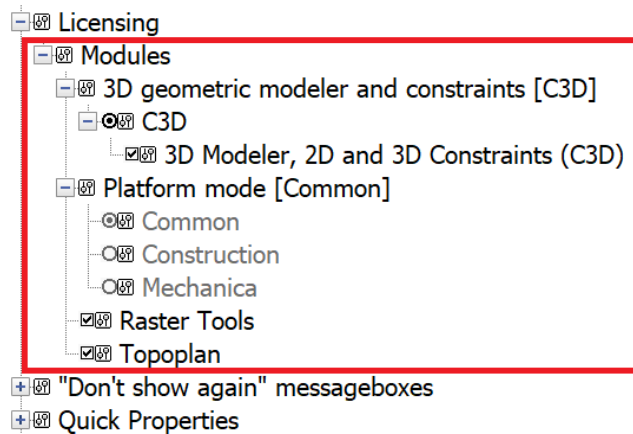 Licensing
Modules
3D geometric modeler and constraints [C3D]
C3D
3D Modeler, 2D and 3D Constraints (C3D)
Platform mode [Common]
Common
Construction
Mechanica
Raster Tools
Topoplan
"Don't show again" messageboxes
Quick Properties